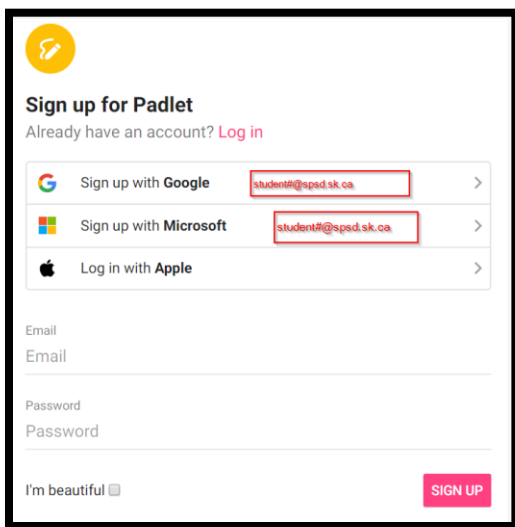 Sign up for Padlet
Already have an account? Log in
Sign up with Google student#@spsd.sk.ca
Sign up with Microsoft student#@spsd.sk.ca
Log in with Apple
Email
Email
Password
Password
I'm beautiful SIGN UP